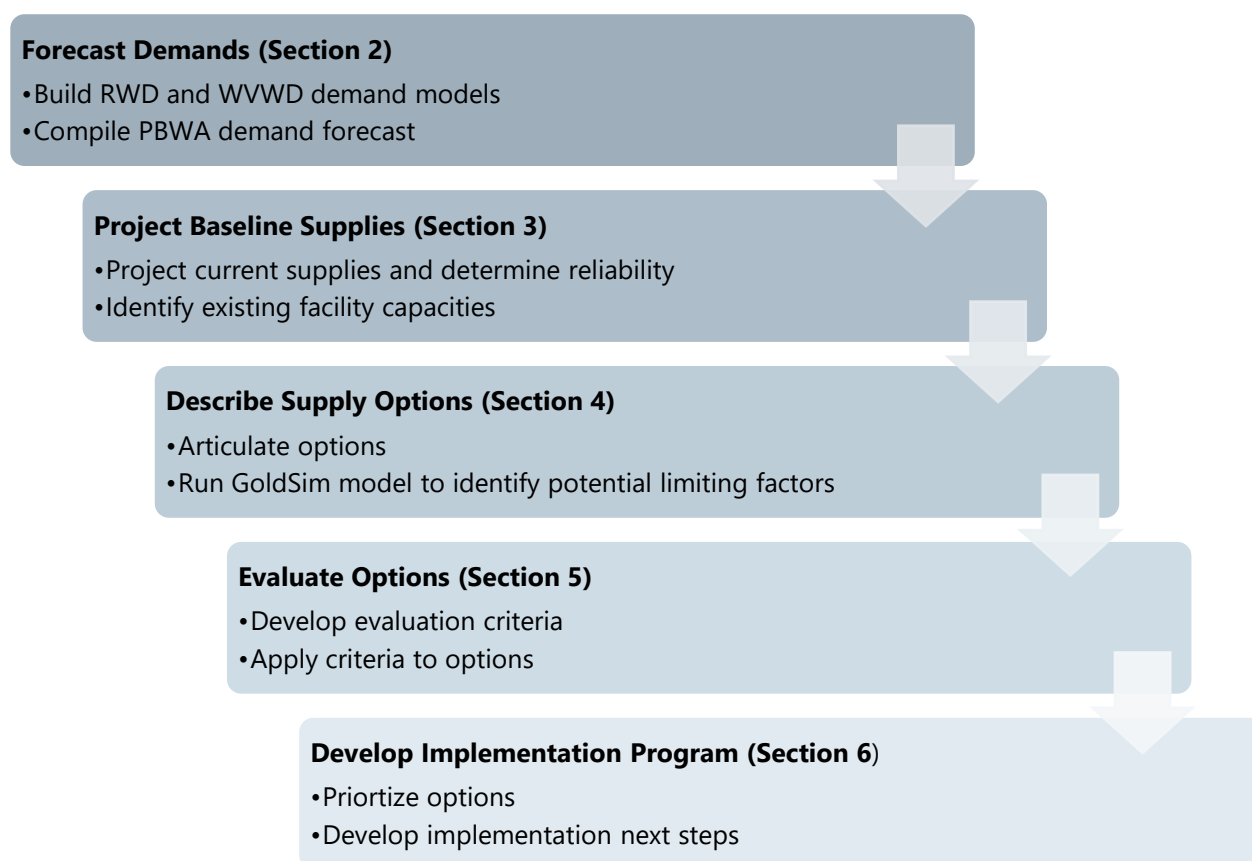 Forecast Demands (Section 2)
•Build RWD and WVWD demand models
•Compile PBWA demand forecast
Project Baseline Supplies (Section 3)
•Project current supplies and determine reliability
•Identify existing facility capacities
Describe Supply Options (Section 4)
•Articulate options
•Run GoldSim model to identify potential limiting factors
Evaluate Options (Section 5)
•Develop evaluation criteria
•Apply criteria to options
Develop Implementation Program (Section 6)
•Priortize options
•Develop implementation next steps